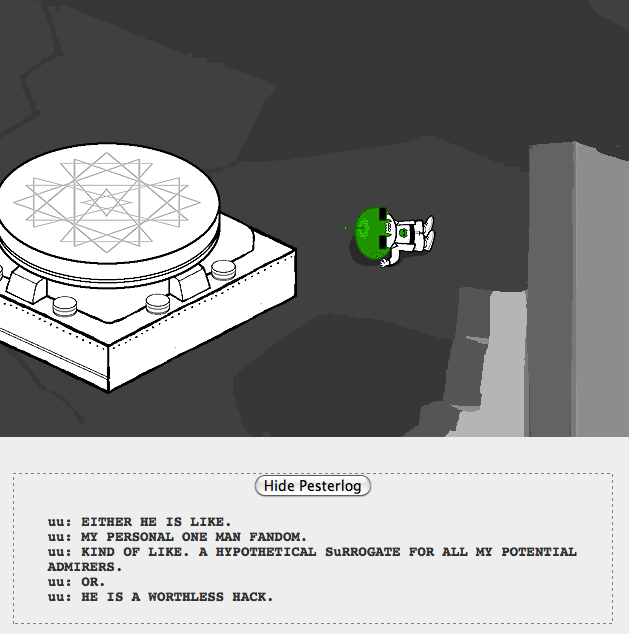 Hide Pesterlog
uu: EITHER HE IS LIKE.
uu: MY PERSONAL ONE MAN FANDOM.
uu: KIND OF LIKE. A HYPOTHETICAL SuRROGATE FOR ALL MY POTENTIAL
ADMIRERS.
uu: OR.
uu: HE IS A WORTHLESS HACK.